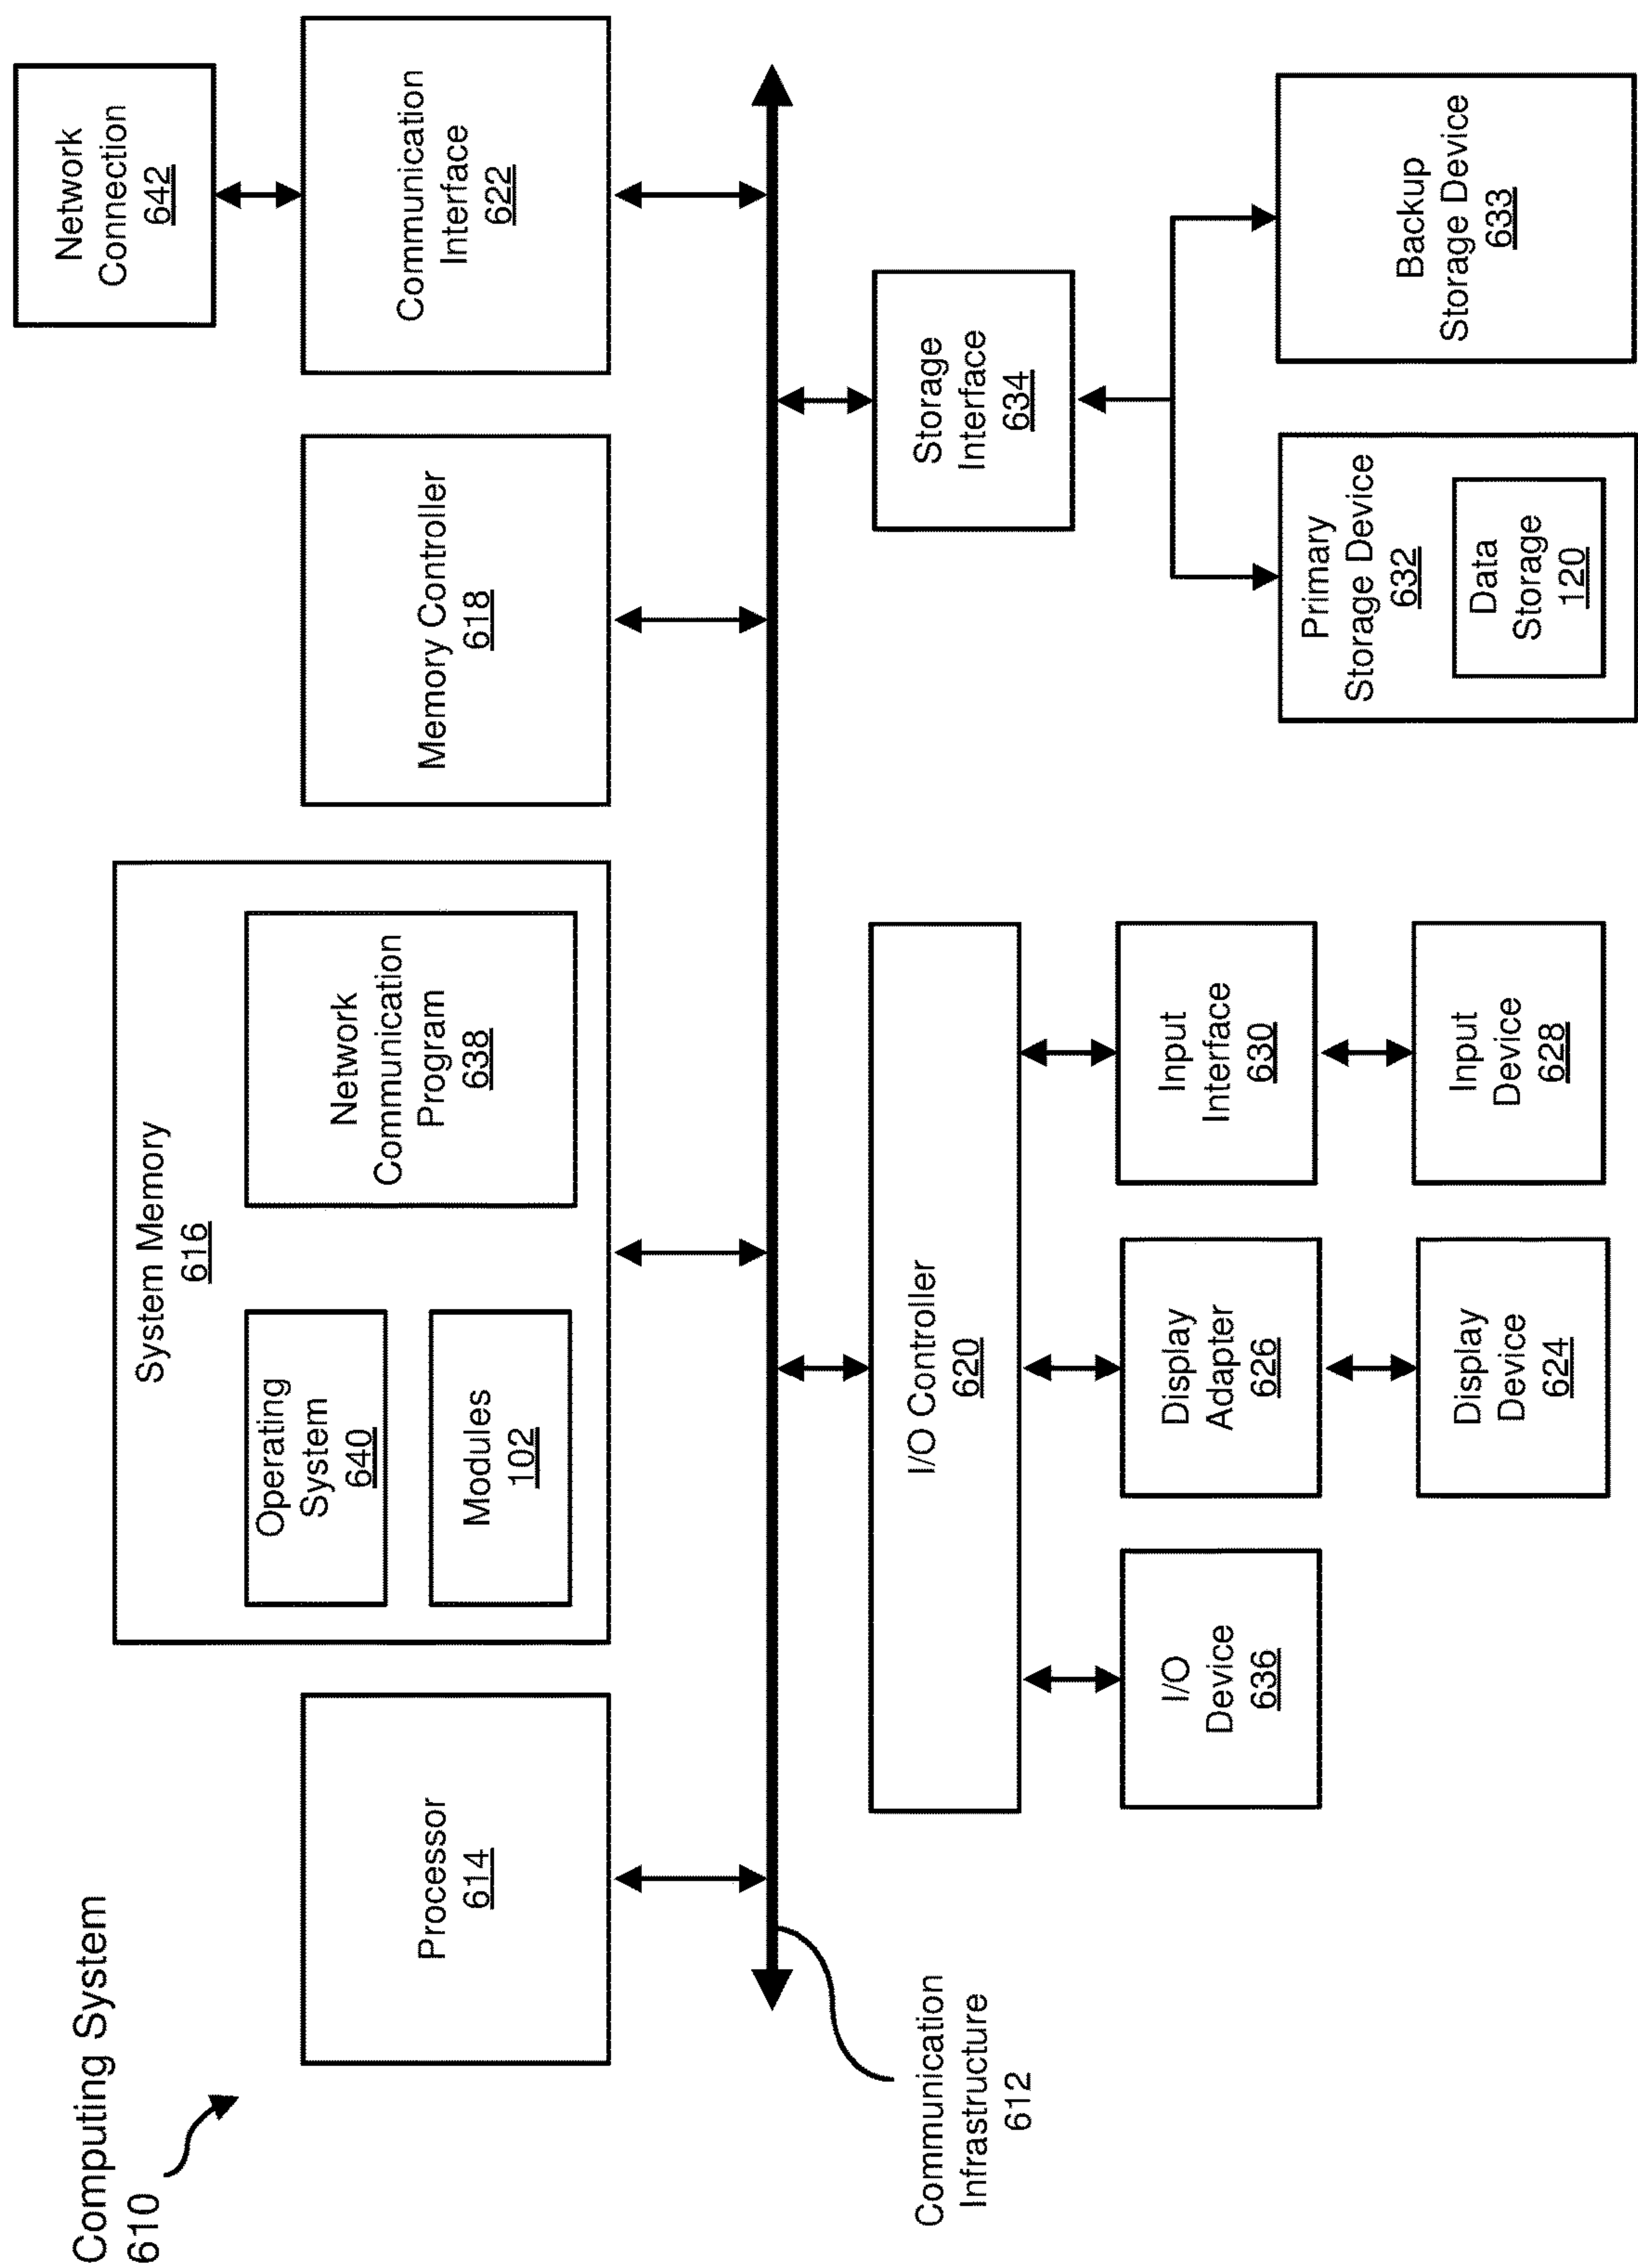 Computing System
610
Processor
614
System Memory
616
Operating
System
640
Modules
102
Network
Communication
Program
638
Memory Controller
618
Network
Connection
642
Communication
Interface
622
Communication
Infrastructure
612
I/O Controller
620
I/O
Device
636
Display
Adapter
626
Display
Device
624
Input
Interface
630
Input
Device
628
Storage
Interface
634
Primary
Storage Device
632
Data
Storage
120
Backup
Storage Device
633